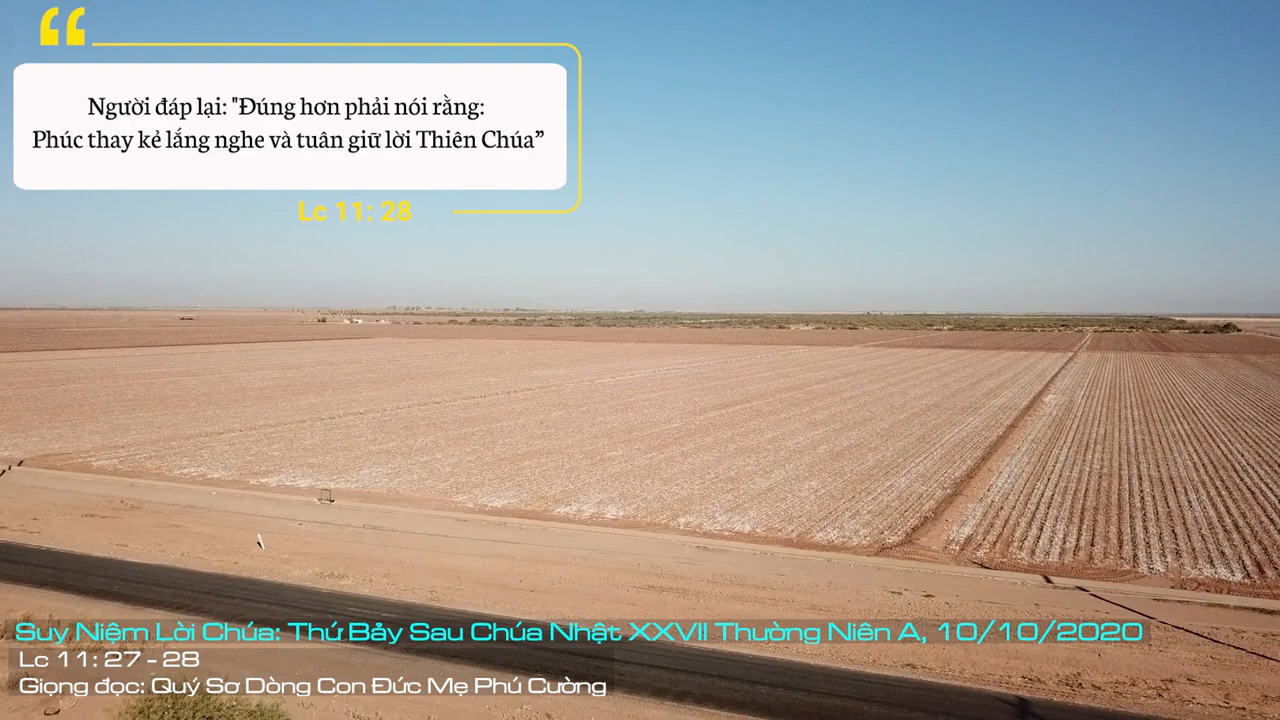 Người đáp lại: "Đúng hơn phải nói rằng:
Phúc thay kẻ lắng nghe và tuân giữ lời Thiên Chúa”
Lc 11: 28
Suy Niệm Lời Chúa: Thứ Bảy Sau Chúa Nhật XXVII Thường Niên A, 10/10/2020
Lc 11: 27 - 28
Giọng đọc: Quý Sơ Dòng Con Đức Mẹ Phú Cường